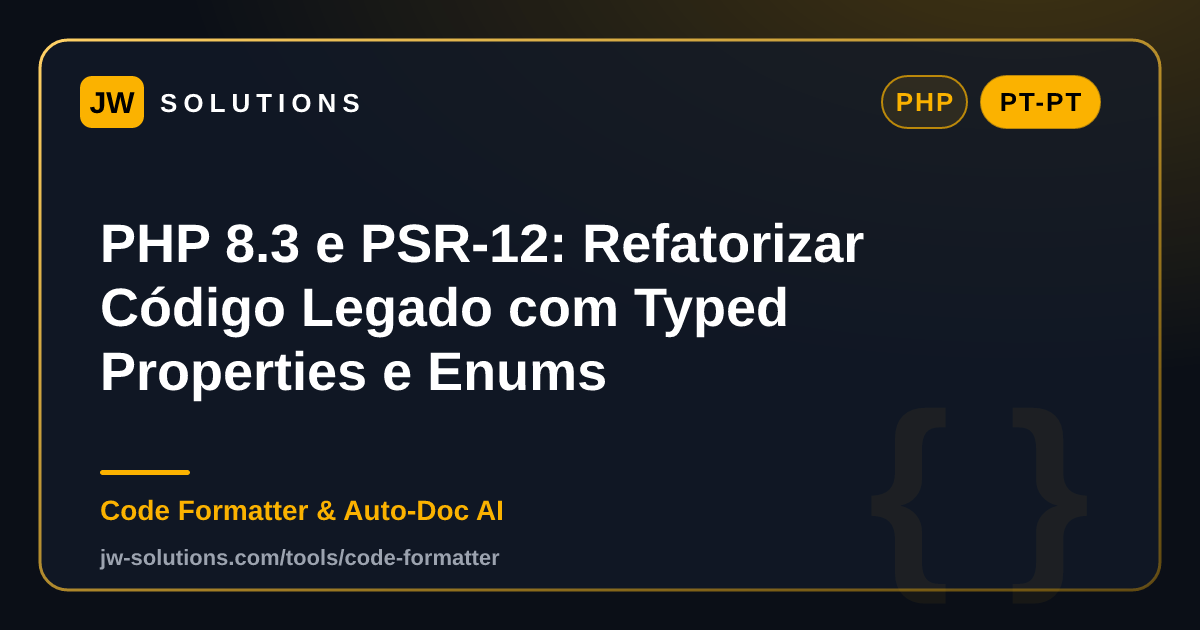 JW SOLUTIONS
PHP PT-PT
PHP 8.3 e PSR-12: Refatorizar
Código Legado com Typed
Properties e Enums
Code Formatter & Auto-Doc AI
jw-solutions.com/tools/code-formatter
{ }